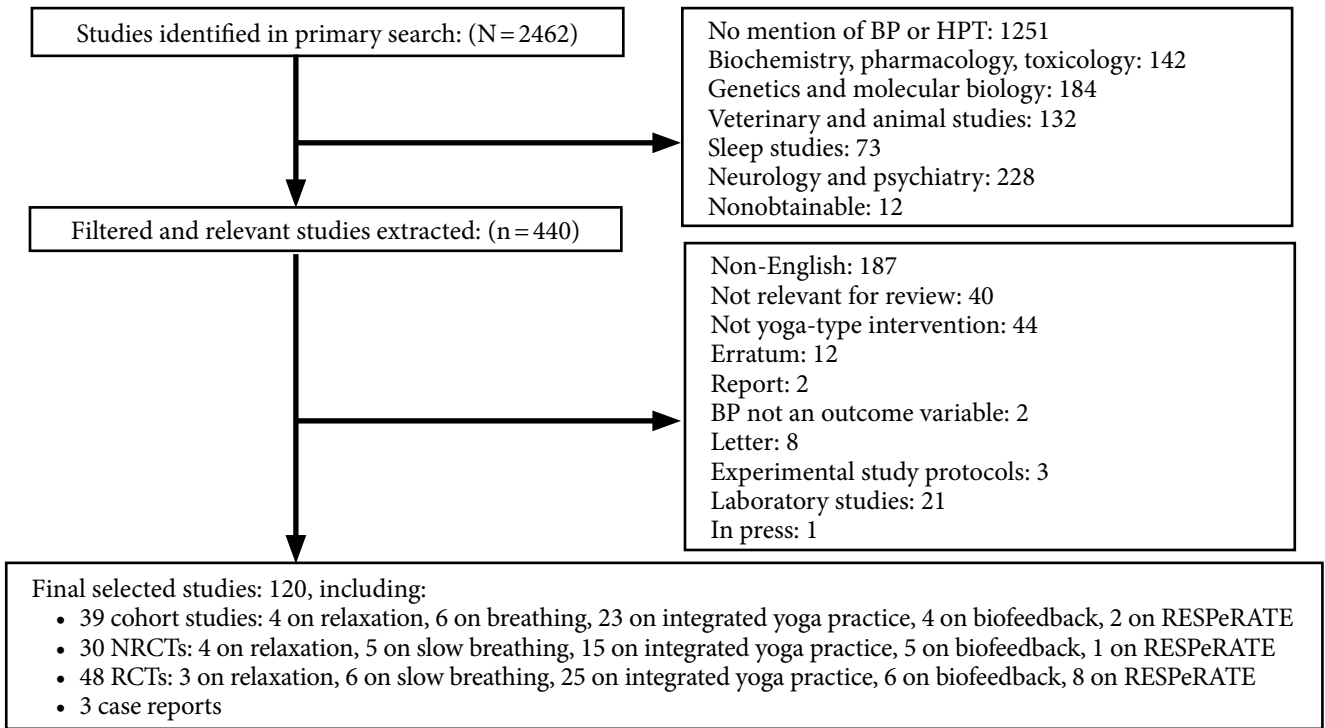 Studies identified in primary search: (N = 2462)
No mention of BP or HPT: 1251
Biochemistry, pharmacology, toxicology: 142
Genetics and molecular biology: 184
Veterinary and animal studies: 132
Sleep studies: 73
Neurology and psychiatry: 228
Nonobtainable: 12
Filtered and relevant studies extracted: (n = 440)
Non-English: 187
Not relevant for review: 40
Not yoga-type intervention: 44
Erratum: 12
Report: 2
BP not an outcome variable: 2
Letter: 8
Experimental study protocols: 3
Laboratory studies: 21
In press: 1
Final selected studies: 120, including:
• 39 cohort studies: 4 on relaxation, 6 on breathing, 23 on integrated yoga practice, 4 on biofeedback, 2 on RESPeRATE
• 30 NRCTs: 4 on relaxation, 5 on slow breathing, 15 on integrated yoga practice, 5 on biofeedback, 1 on RESPeRATE
• 48 RCTs: 3 on relaxation, 6 on slow breathing, 25 on integrated yoga practice, 6 on biofeedback, 8 on RESPeRATE
• 3 case reports